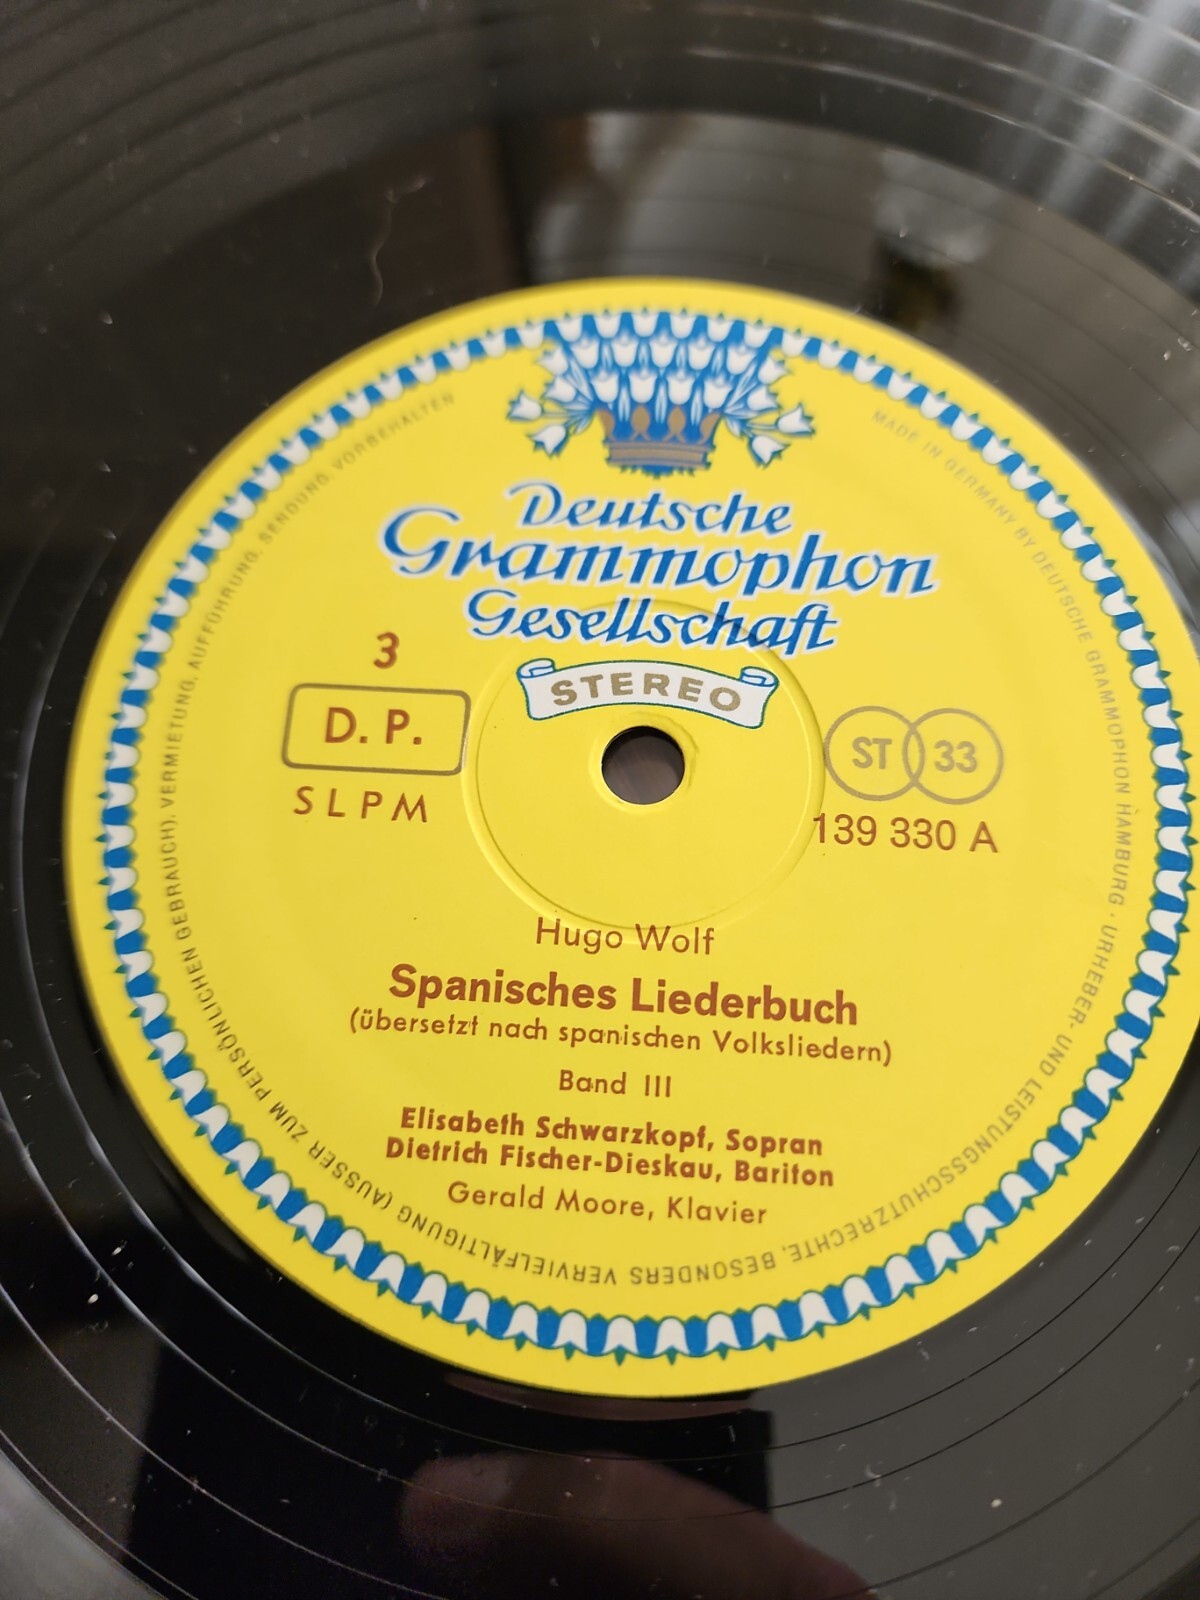 Deutsche
Grammophon
Gesellschaft
STEREO
3
D. P.
SLPM
ST 33
139 330 A
Hugo Wolf
Spanisches Liederbuch
(übersetzt nach spanischen Volksliedern)
Band III
Elisabeth Schwarzkopf, Sopran
Dietrich Fischer-Dieskau, Bariton
Gerald Moore, Klavier
MADE IN GERMANY BY DEUTSCHE GRAMMOPHON HAMBURG · URHEBER- UND LEISTUNGSSCHUTZRECHTE, BESONDERS VERVIELFÄLTIGUNG (AUSSER ZUM PERSÖNLICHEN GEBRAUCH), VERMIETUNG, AUFFÜHRUNG, SENDUNG, VORBEHALTEN